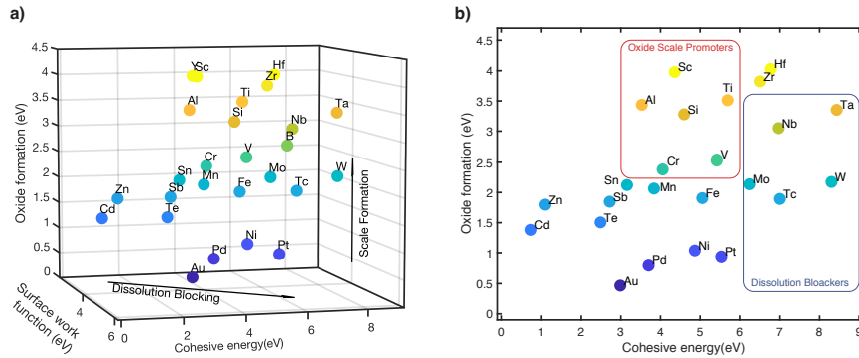 a)
4.5
4
3.5
3
2.5
2
1.5
1
0.5
0
Oxide formation (eV)
Y Sc
Hf
Zr
Al
Ti
Si
Ta
Nb
B
Cr
V
Sn
Mn
Mo
W
Zn
Sb
Fe
Tc
Cd
Te
Ni
Pd
Pt
Au
Scale Formation
Dissolution Blocking
Surface work
function (eV)
4
6
0
2
4
6
8
Cohesive energy(eV)
b)
4.5
4
3.5
3
2.5
2
1.5
1
0.5
0
Oxide formation (eV)
Oxide Scale Promoters
Sc
Hf
Zr
Al
Ti
Si
Ta
Nb
V
Cr
Sn
Mn
Mo
W
Zn
Sb
Fe
Tc
Cd
Te
Ni
Pd
Pt
Au
Dissolution Bloackers
0
1
2
3
4
5
6
7
8
9
Cohesive energy(eV)